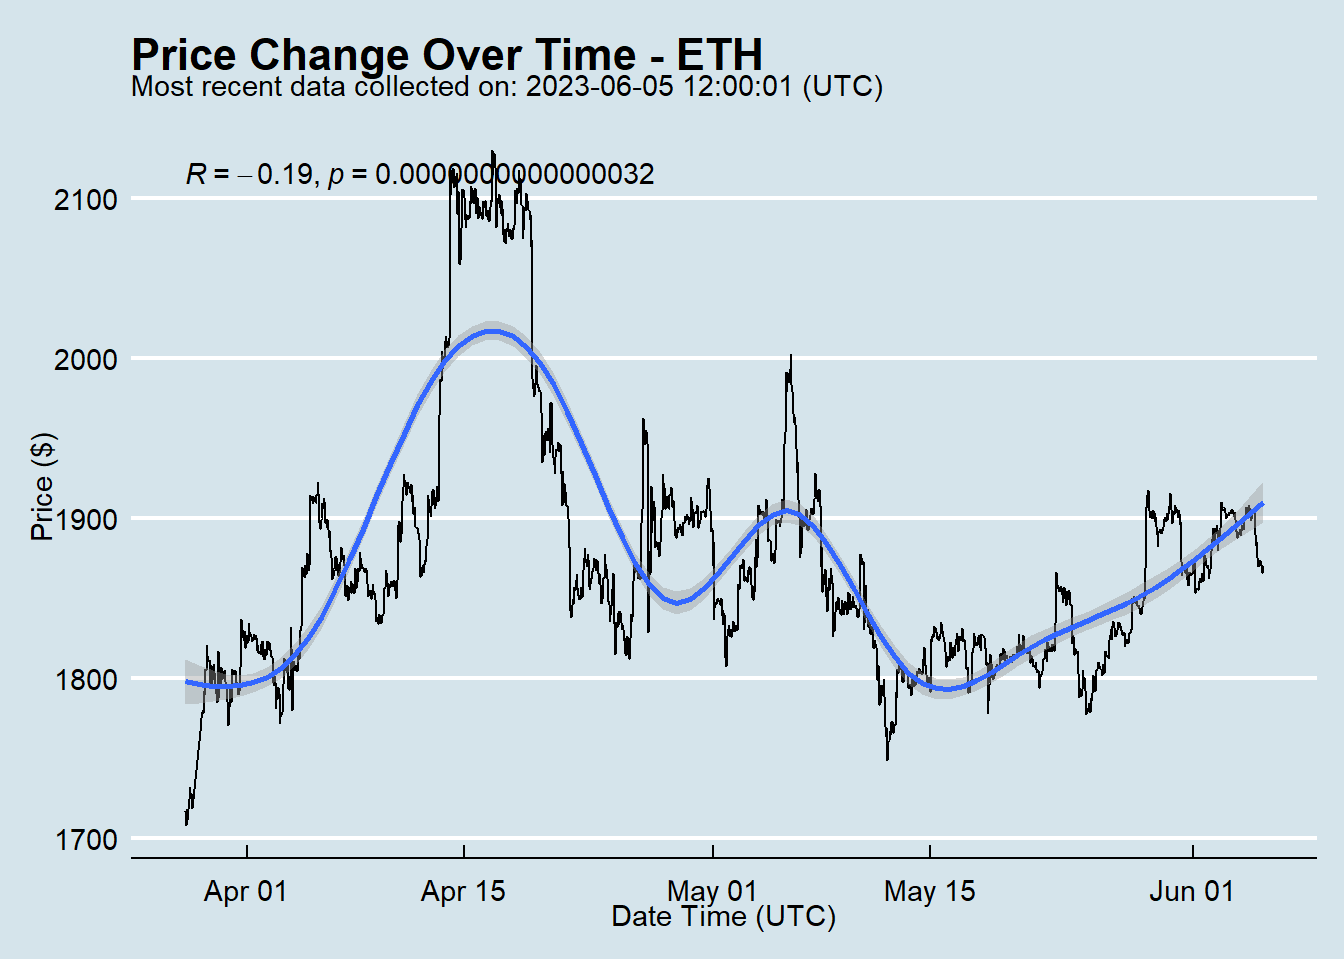 Price Change Over Time - ETH
Most recent data collected on: 2023-06-05 12:00:01 (UTC)
R = −0.19, p = 0.0000000000000032
2100
2000
1900
1800
1700
Price ($)
Apr 01 Apr 15 May 01 May 15 Jun 01
Date Time (UTC)